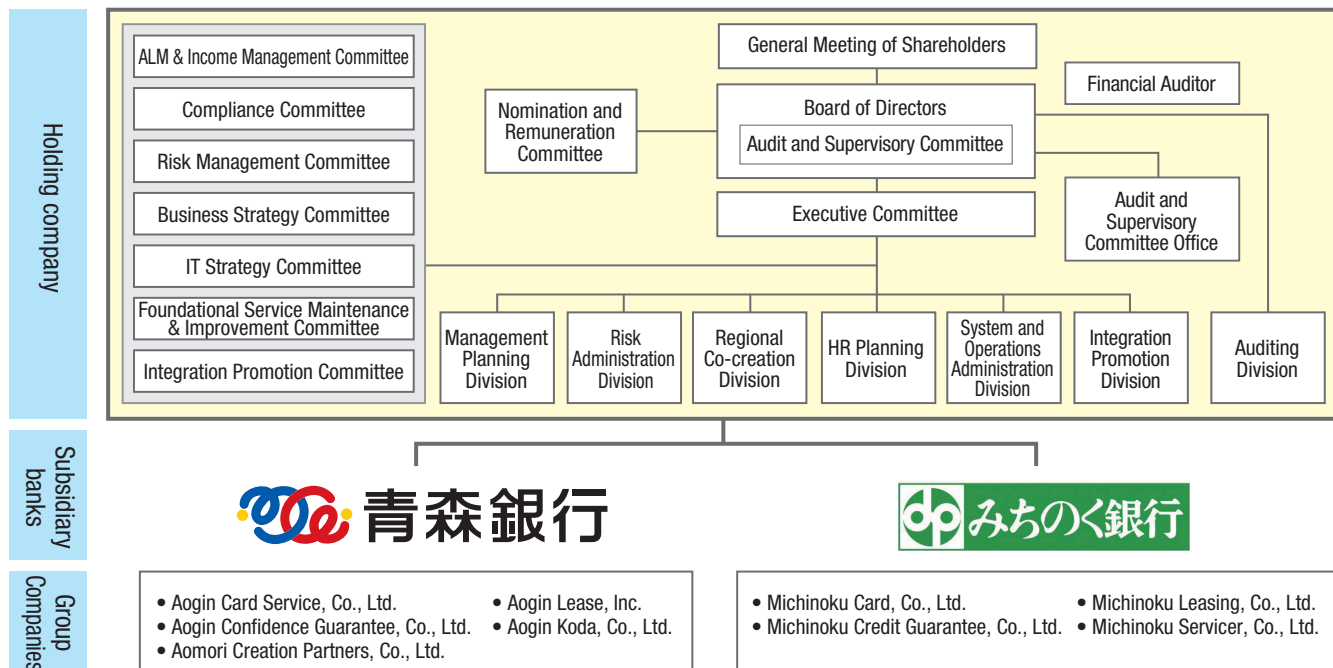 Holding company
ALM & Income Management Committee
Compliance Committee
Risk Management Committee
Business Strategy Committee
IT Strategy Committee
Foundational Service Maintenance
& Improvement Committee
Integration Promotion Committee
General Meeting of Shareholders
Financial Auditor
Nomination and
Remuneration
Committee
Board of Directors
Audit and Supervisory Committee
Executive Committee
Audit and
Supervisory
Committee Office
Management
Planning
Division
Risk
Administration
Division
Regional
Co-creation
Division
HR Planning
Division
System and
Operations
Administration
Division
Integration
Promotion
Division
Auditing
Division
Subsidiary
banks
青森銀行
みちのく銀行
Group
Companies
• Aogin Card Service, Co., Ltd.
• Aogin Confidence Guarantee, Co., Ltd.
• Aomori Creation Partners, Co., Ltd.
• Aogin Lease, Inc.
• Aogin Koda, Co., Ltd.
• Michinoku Card, Co., Ltd.
• Michinoku Credit Guarantee, Co., Ltd.
• Michinoku Leasing, Co., Ltd.
• Michinoku Servicer, Co., Ltd.